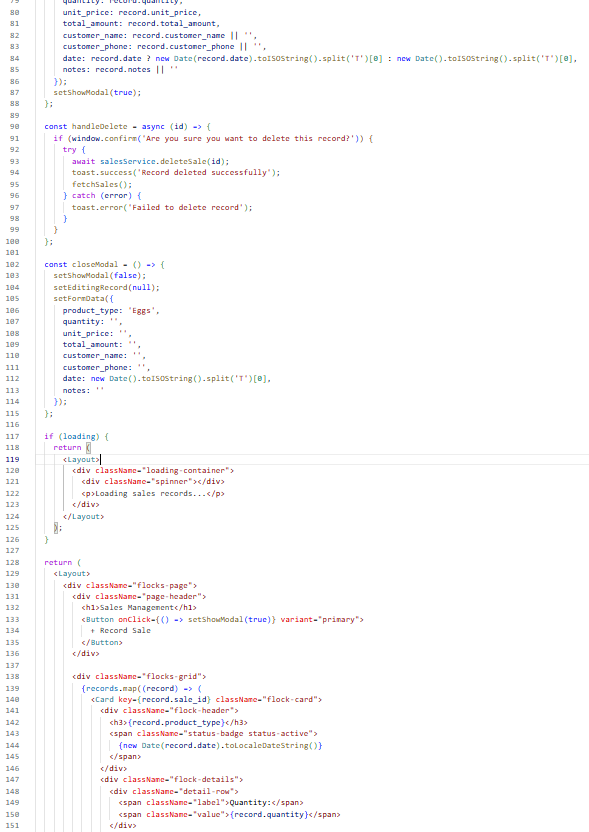 79 quantity: record.quantity,
80 unit_price: record.unit_price,
81 total_amount: record.total_amount,
82 customer_name: record.customer_name || '',
83 customer_phone: record.customer_phone || '',
84 date: record.date ? new Date(record.date).toISOString().split('T')[0] : new Date().toISOString().split('T')[0],
85 notes: record.notes || ''
86 });
87 setShowModal(true);
88 };
89
90 const handleDelete = async (id) => {
91 if (window.confirm('Are you sure you want to delete this record?')) {
92 try {
93 await salesService.deleteSale(id);
94 toast.success('Record deleted successfully');
95 fetchSales();
96 } catch (error) {
97 toast.error('Failed to delete record');
98 }
99 }
100 };
101
102 const closeModal = () => {
103 setShowModal(false);
104 setEditingRecord(null);
105 setFormData({
106 product_type: 'Eggs',
107 quantity: '',
108 unit_price: '',
109 total_amount: '',
110 customer_name: '',
111 customer_phone: '',
112 date: new Date().toISOString().split('T')[0],
113 notes: ''
114 });
115 };
116
117 if (loading) {
118 return (
119 <Layout>
120 <div className="loading-container">
121 <div className="spinner"></div>
122 <p>Loading sales records...</p>
123 </div>
124 </Layout>
125 );
126 }
127
128 return (
129 <Layout>
130 <div className="flocks-page">
131 <div className="page-header">
132 <h1>Sales Management</h1>
133 <Button onClick={() => setShowModal(true)} variant="primary">
134 + Record Sale
135 </Button>
136 </div>
137
138 <div className="flocks-grid">
139 {records.map((record) => (
140 <Card key={record.sale_id} className="flock-card">
141 <div className="flock-header">
142 <h3>{record.product_type}</h3>
143 <span className="status-badge status-active">
144 {new Date(record.date).toLocaleDateString()}
145 </span>
146 </div>
147 <div className="flock-details">
148 <div className="detail-row">
149 <span className="label">Quantity:</span>
150 <span className="value">{record.quantity}</span>
151 </div>